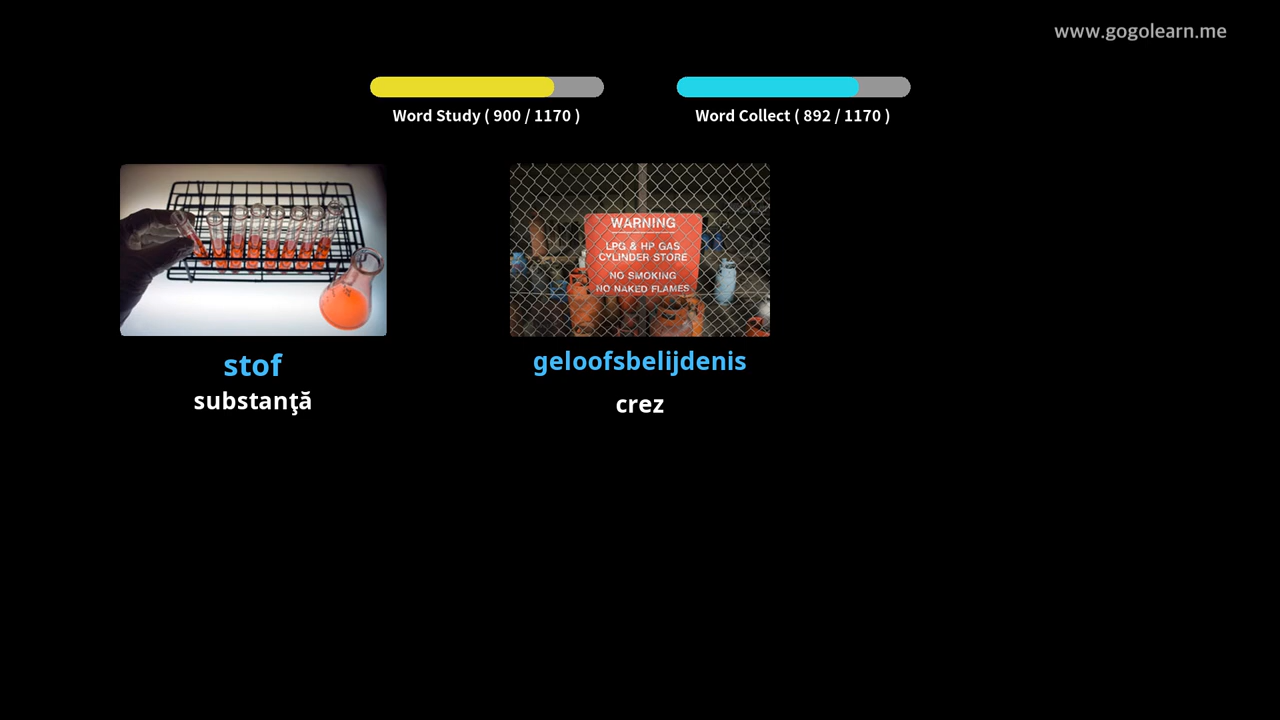 www.gogolearn.me
Word Study ( 900 / 1170 )
Word Collect ( 892 / 1170 )
WARNING
LPG & HP GAS
CYLINDER STORE
NO SMOKING
NO NAKED FLAMES
stof
substanţă
geloofsbelijdenis
crez